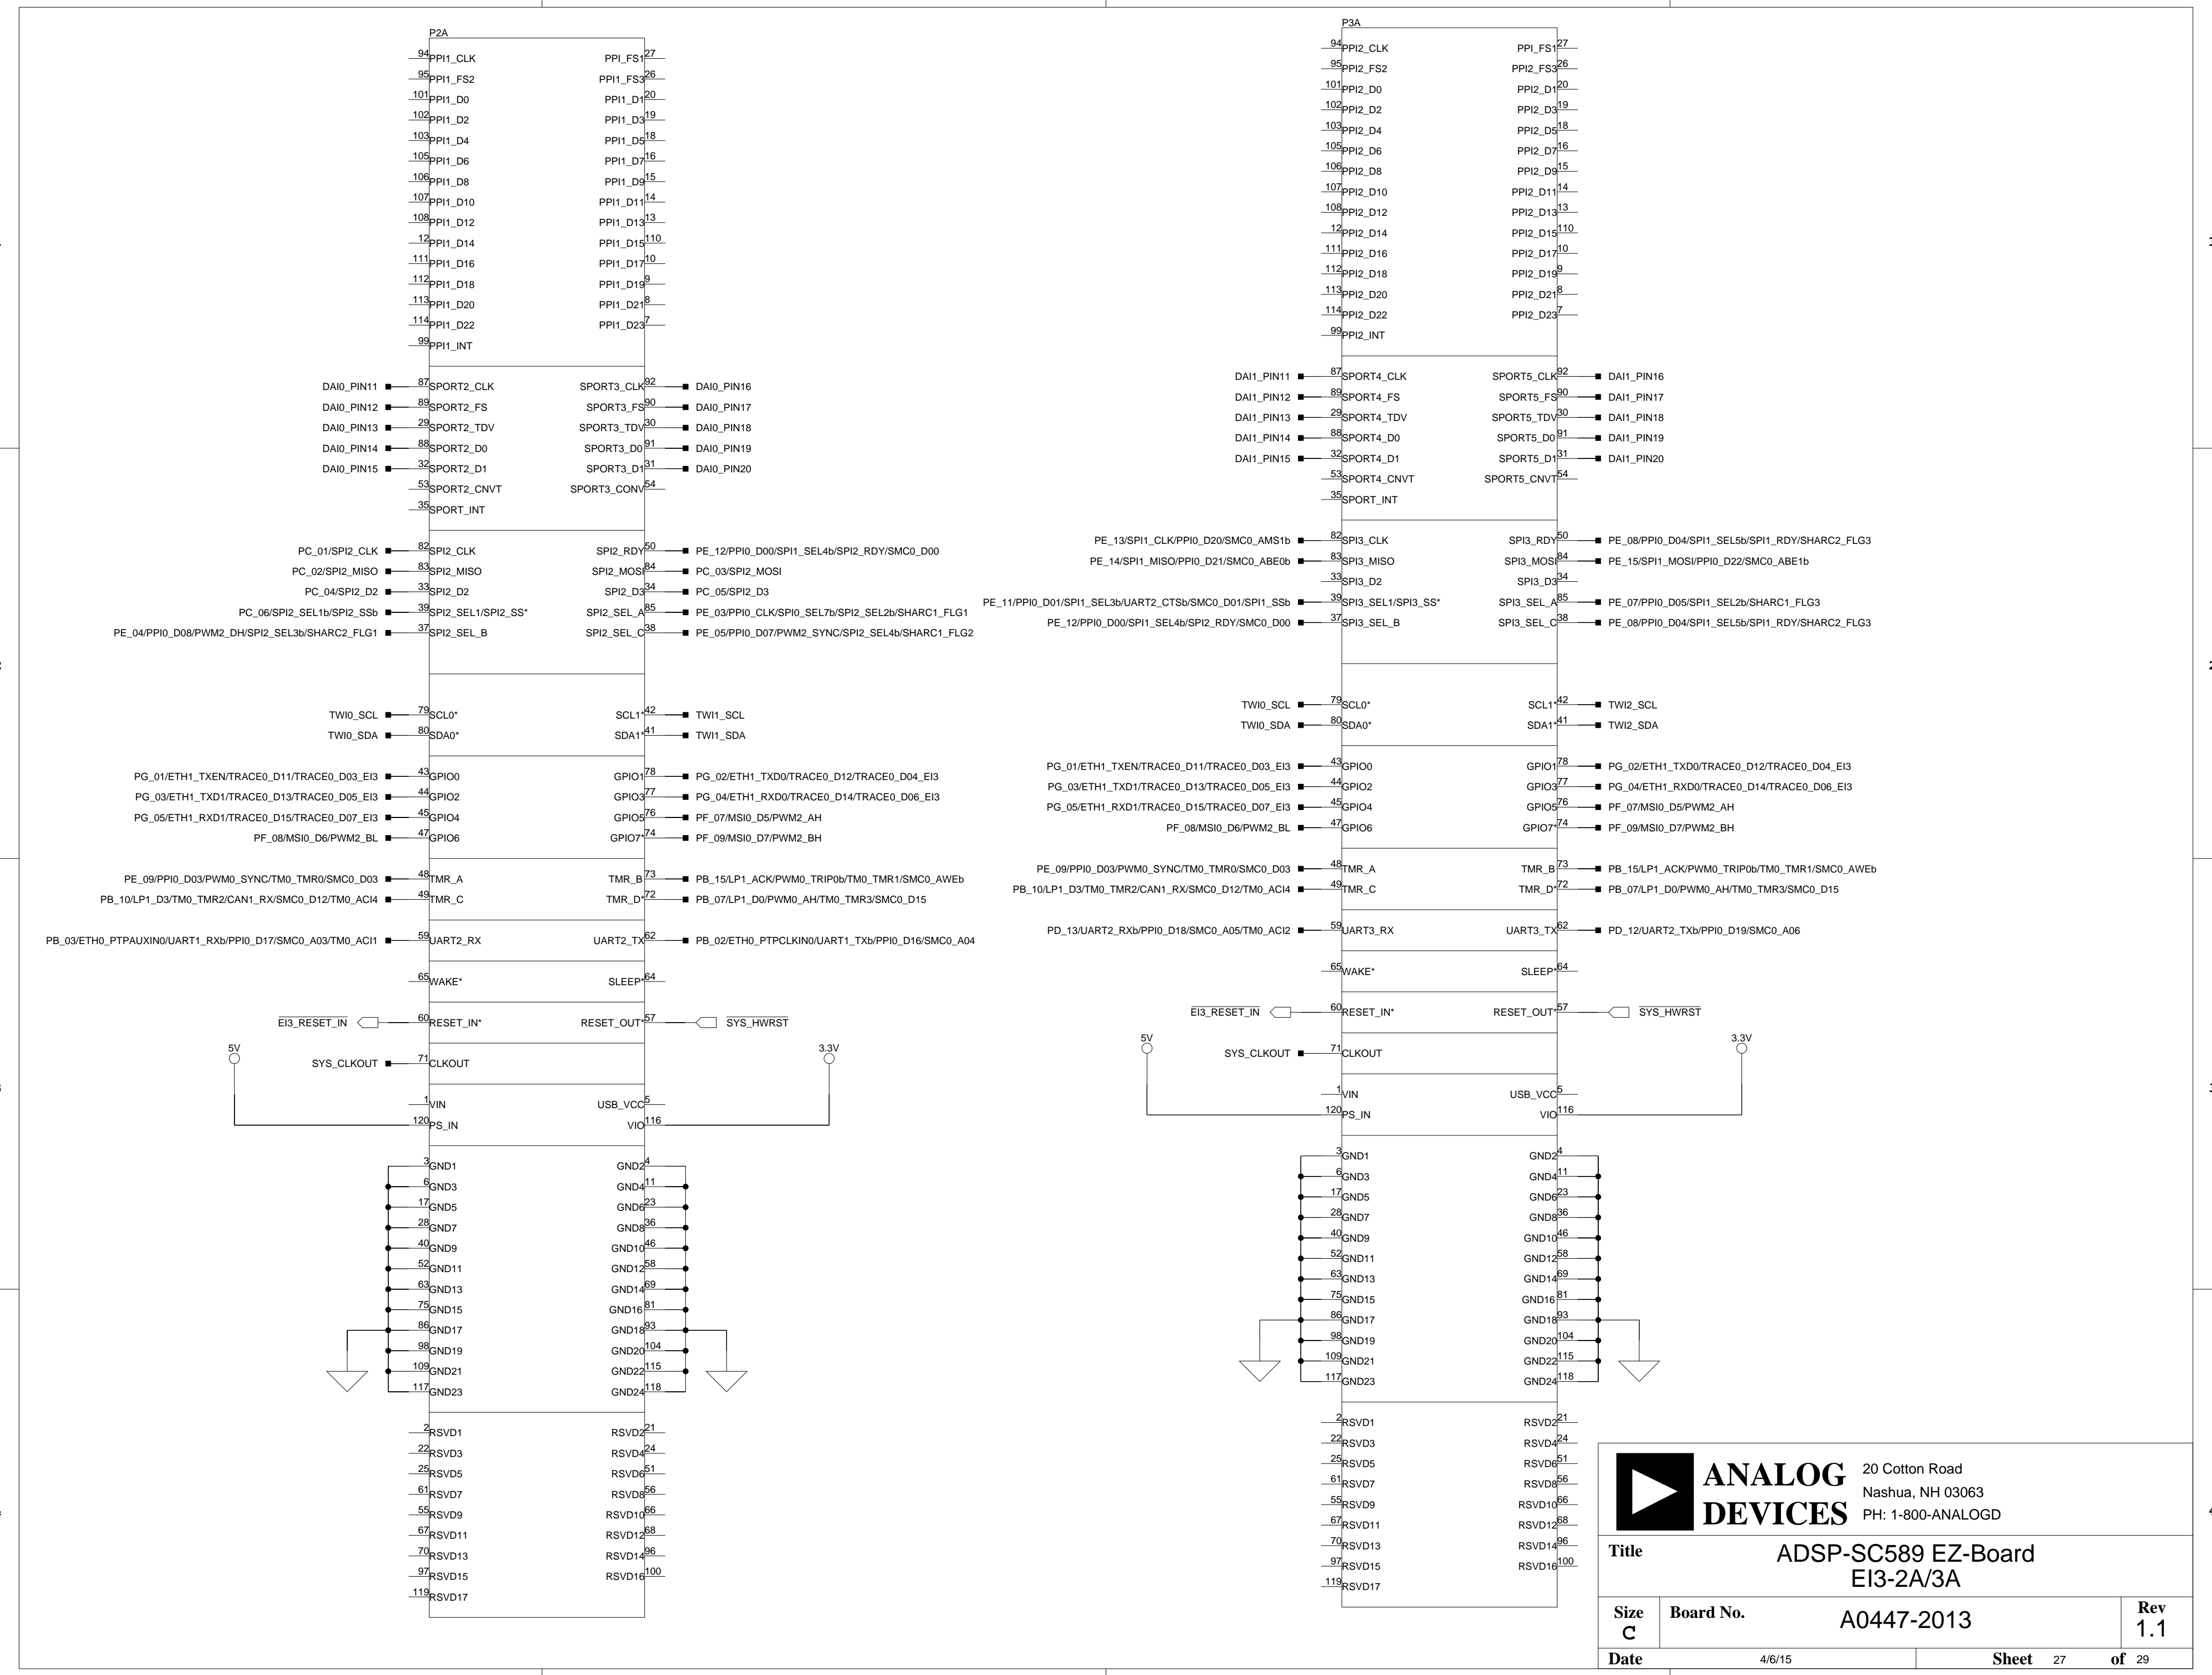 P2A
94 PPI1_CLK PPI_FS1 27
95 PPI1_FS2 PPI1_FS3 26
101 PPI1_D0 PPI1_D1 20
102 PPI1_D2 PPI1_D3 19
103 PPI1_D4 PPI1_D5 18
105 PPI1_D6 PPI1_D7 16
106 PPI1_D8 PPI1_D9 15
107 PPI1_D10 PPI1_D11 14
108 PPI1_D12 PPI1_D13 13
12 PPI1_D14 PPI1_D15 110
111 PPI1_D16 PPI1_D17 10
112 PPI1_D18 PPI1_D19 9
113 PPI1_D20 PPI1_D21 8
114 PPI1_D22 PPI1_D23 7
99 PPI1_INT
DAI0_PIN11 87 SPORT2_CLK SPORT3_CLK 92 DAI0_PIN16
DAI0_PIN12 89 SPORT2_FS SPORT3_FS 90 DAI0_PIN17
DAI0_PIN13 29 SPORT2_TDV SPORT3_TDV 30 DAI0_PIN18
DAI0_PIN14 88 SPORT2_D0 SPORT3_D0 91 DAI0_PIN19
DAI0_PIN15 32 SPORT2_D1 SPORT3_D1 31 DAI0_PIN20
53 SPORT2_CNVT SPORT3_CONV 54
35 SPORT_INT
PC_01/SPI2_CLK 82 SPI2_CLK SPI2_RDY 50 PE_12/PPI0_D00/SPI1_SEL4b/SPI2_RDY/SMC0_D00
PC_02/SPI2_MISO 83 SPI2_MISO SPI2_MOSI 84 PC_03/SPI2_MOSI
PC_04/SPI2_D2 33 SPI2_D2 SPI2_D3 34 PC_05/SPI2_D3
PC_06/SPI2_SEL1b/SPI2_SSb 39 SPI2_SEL1/SPI2_SS* SPI2_SEL_A 85 PE_03/PPI0_CLK/SPI0_SEL7b/SPI2_SEL2b/SHARC1_FLG1
PE_04/PPI0_D08/PWM2_DH/SPI2_SEL3b/SHARC2_FLG1 37 SPI2_SEL_B SPI2_SEL_C 38 PE_05/PPI0_D07/PWM2_SYNC/SPI2_SEL4b/SHARC1_FLG2
TWI0_SCL 79 SCL0* SCL1* 42 TWI1_SCL
TWI0_SDA 80 SDA0* SDA1* 41 TWI1_SDA
PG_01/ETH1_TXEN/TRACE0_D11/TRACE0_D03_EI3 43 GPIO0 GPIO1 78 PG_02/ETH1_TXD0/TRACE0_D12/TRACE0_D04_EI3
PG_03/ETH1_TXD1/TRACE0_D13/TRACE0_D05_EI3 44 GPIO2 GPIO3 77 PG_04/ETH1_RXD0/TRACE0_D14/TRACE0_D06_EI3
PG_05/ETH1_RXD1/TRACE0_D15/TRACE0_D07_EI3 45 GPIO4 GPIO5 76 PF_07/MSI0_D5/PWM2_AH
PF_08/MSI0_D6/PWM2_BL 47 GPIO6 GPIO7* 74 PF_09/MSI0_D7/PWM2_BH
PE_09/PPI0_D03/PWM0_SYNC/TM0_TMR0/SMC0_D03 48 TMR_A TMR_B 73 PB_15/LP1_ACK/PWM0_TRIP0b/TM0_TMR1/SMC0_AWEb
PB_10/LP1_D3/TM0_TMR2/CAN1_RX/SMC0_D12/TM0_ACI4 49 TMR_C TMR_D* 72 PB_07/LP1_D0/PWM0_AH/TM0_TMR3/SMC0_D15
PB_03/ETH0_PTPAUXIN0/UART1_RXb/PPI0_D17/SMC0_A03/TM0_ACI1 59 UART2_RX UART2_TX 62 PB_02/ETH0_PTPCLKIN0/UART1_TXb/PPI0_D16/SMC0_A04
65 WAKE* SLEEP* 64
EI3_RESET_IN 60 RESET_IN* RESET_OUT* 57 SYS_HWRST
5V 3.3V
SYS_CLKOUT 71 CLKOUT
1 VIN USB_VCC 5
120 PS_IN VIO 116
3 GND1 GND2 4
6 GND3 GND4 11
17 GND5 GND6 23
28 GND7 GND8 36
40 GND9 GND10 46
52 GND11 GND12 58
63 GND13 GND14 69
75 GND15 GND16 81
86 GND17 GND18 93
98 GND19 GND20 104
109 GND21 GND22 115
117 GND23 GND24 118
2 RSVD1 RSVD2 21
22 RSVD3 RSVD4 24
25 RSVD5 RSVD6 51
61 RSVD7 RSVD8 56
55 RSVD9 RSVD10 66
67 RSVD11 RSVD12 68
70 RSVD13 RSVD14 96
97 RSVD15 RSVD16 100
119 RSVD17
P3A
94 PPI2_CLK PPI_FS1 27
95 PPI2_FS2 PPI2_FS3 26
101 PPI2_D0 PPI2_D1 20
102 PPI2_D2 PPI2_D3 19
103 PPI2_D4 PPI2_D5 18
105 PPI2_D6 PPI2_D7 16
106 PPI2_D8 PPI2_D9 15
107 PPI2_D10 PPI2_D11 14
108 PPI2_D12 PPI2_D13 13
12 PPI2_D14 PPI2_D15 110
111 PPI2_D16 PPI2_D17 10
112 PPI2_D18 PPI2_D19 9
113 PPI2_D20 PPI2_D21 8
114 PPI2_D22 PPI2_D23 7
99 PPI2_INT
DAI1_PIN11 87 SPORT4_CLK SPORT5_CLK 92 DAI1_PIN16
DAI1_PIN12 89 SPORT4_FS SPORT5_FS 90 DAI1_PIN17
DAI1_PIN13 29 SPORT4_TDV SPORT5_TDV 30 DAI1_PIN18
DAI1_PIN14 88 SPORT4_D0 SPORT5_D0 91 DAI1_PIN19
DAI1_PIN15 32 SPORT4_D1 SPORT5_D1 31 DAI1_PIN20
53 SPORT4_CNVT SPORT5_CNVT 54
35 SPORT_INT
PE_13/SPI1_CLK/PPI0_D20/SMC0_AMS1b 82 SPI3_CLK SPI3_RDY 50 PE_08/PPI0_D04/SPI1_SEL5b/SPI1_RDY/SHARC2_FLG3
PE_14/SPI1_MISO/PPI0_D21/SMC0_ABE0b 83 SPI3_MISO SPI3_MOSI 84 PE_15/SPI1_MOSI/PPI0_D22/SMC0_ABE1b
33 SPI3_D2 SPI3_D3 34
PE_11/PPI0_D01/SPI1_SEL3b/UART2_CTSb/SMC0_D01/SPI1_SSb 39 SPI3_SEL1/SPI3_SS* SPI3_SEL_A 85 PE_07/PPI0_D05/SPI1_SEL2b/SHARC1_FLG3
PE_12/PPI0_D00/SPI1_SEL4b/SPI2_RDY/SMC0_D00 37 SPI3_SEL_B SPI3_SEL_C 38 PE_08/PPI0_D04/SPI1_SEL5b/SPI1_RDY/SHARC2_FLG3
TWI0_SCL 79 SCL0* SCL1* 42 TWI2_SCL
TWI0_SDA 80 SDA0* SDA1* 41 TWI2_SDA
PG_01/ETH1_TXEN/TRACE0_D11/TRACE0_D03_EI3 43 GPIO0 GPIO1 78 PG_02/ETH1_TXD0/TRACE0_D12/TRACE0_D04_EI3
PG_03/ETH1_TXD1/TRACE0_D13/TRACE0_D05_EI3 44 GPIO2 GPIO3 77 PG_04/ETH1_RXD0/TRACE0_D14/TRACE0_D06_EI3
PG_05/ETH1_RXD1/TRACE0_D15/TRACE0_D07_EI3 45 GPIO4 GPIO5 76 PF_07/MSI0_D5/PWM2_AH
PF_08/MSI0_D6/PWM2_BL 47 GPIO6 GPIO7* 74 PF_09/MSI0_D7/PWM2_BH
PE_09/PPI0_D03/PWM0_SYNC/TM0_TMR0/SMC0_D03 48 TMR_A TMR_B 73 PB_15/LP1_ACK/PWM0_TRIP0b/TM0_TMR1/SMC0_AWEb
PB_10/LP1_D3/TM0_TMR2/CAN1_RX/SMC0_D12/TM0_ACI4 49 TMR_C TMR_D* 72 PB_07/LP1_D0/PWM0_AH/TM0_TMR3/SMC0_D15
PD_13/UART2_RXb/PPI0_D18/SMC0_A05/TM0_ACI2 59 UART3_RX UART3_TX 62 PD_12/UART2_TXb/PPI0_D19/SMC0_A06
65 WAKE* SLEEP* 64
EI3_RESET_IN 60 RESET_IN* RESET_OUT* 57 SYS_HWRST
5V 3.3V
SYS_CLKOUT 71 CLKOUT
1 VIN USB_VCC 5
120 PS_IN VIO 116
3 GND1 GND2 4
6 GND3 GND4 11
17 GND5 GND6 23
28 GND7 GND8 36
40 GND9 GND10 46
52 GND11 GND12 58
63 GND13 GND14 69
75 GND15 GND16 81
86 GND17 GND18 93
98 GND19 GND20 104
109 GND21 GND22 115
117 GND23 GND24 118
2 RSVD1 RSVD2 21
22 RSVD3 RSVD4 24
25 RSVD5 RSVD6 51
61 RSVD7 RSVD8 56
55 RSVD9 RSVD10 66
67 RSVD11 RSVD12 68
70 RSVD13 RSVD14 96
97 RSVD15 RSVD16 100
119 RSVD17
ANALOG DEVICES
20 Cotton Road
Nashua, NH 03063
PH: 1-800-ANALOGD
Title ADSP-SC589 EZ-Board
EI3-2A/3A
Size C Board No. A0447-2013 Rev 1.1
Date 4/6/15 Sheet 27 of 29